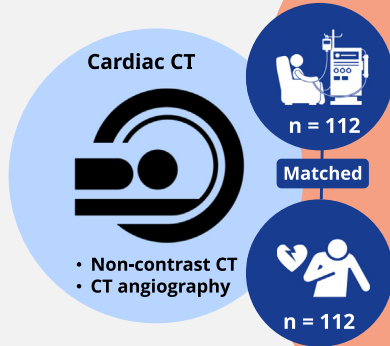 Cardiac CT
• Non-contrast CT
• CT angiography
n = 112
Matched
n = 112